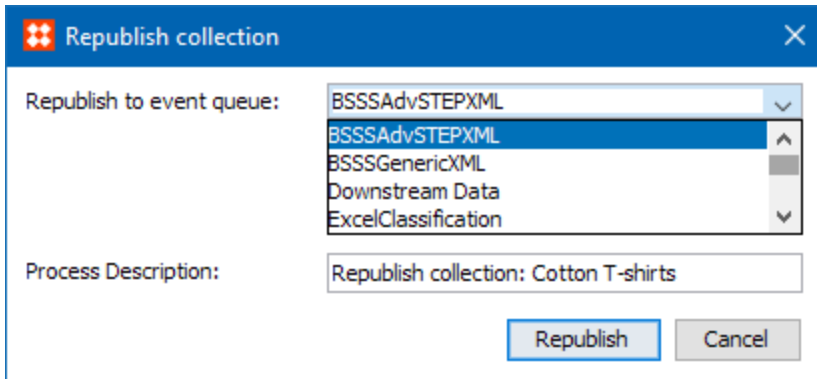 Republish collection
Republish to event queue: BSSSAdvSTEPXML
BSSSAdvSTEPXML
BSSSGenericXML
Downstream Data
ExcelClassification
Process Description: Republish collection: Cotton T-shirts
Republish Cancel